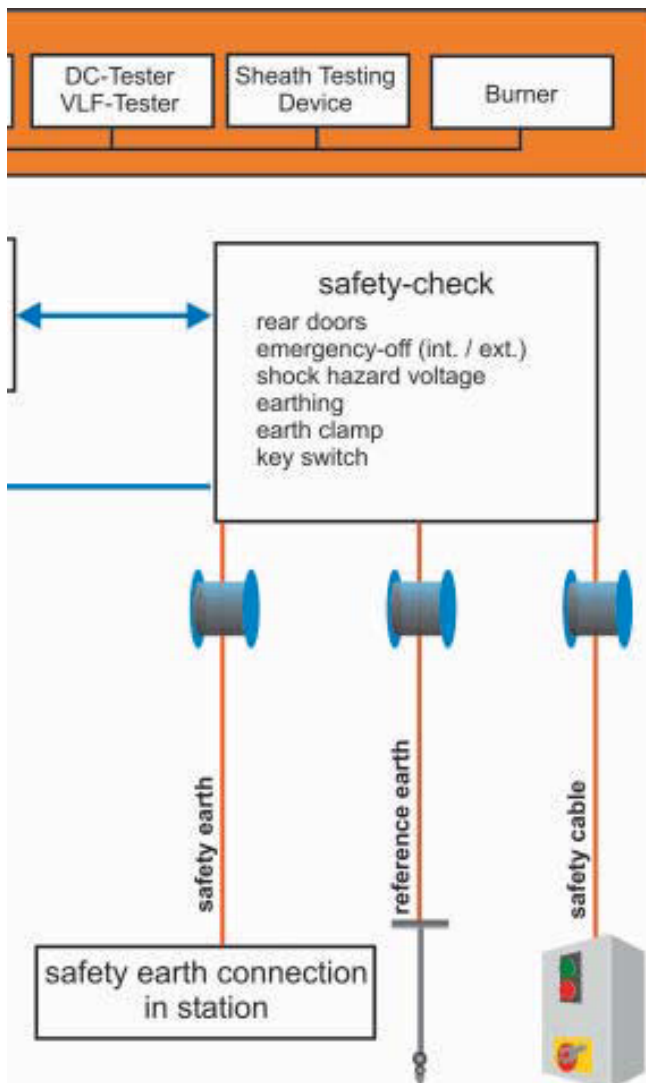 DC-Tester
VLF-Tester
Sheath Testing
Device
Burner
safety-check
rear doors
emergency-off (int. / ext.)
shock hazard voltage
earthing
earth clamp
key switch
safety earth
reference earth
safety cable
safety earth connection
in station